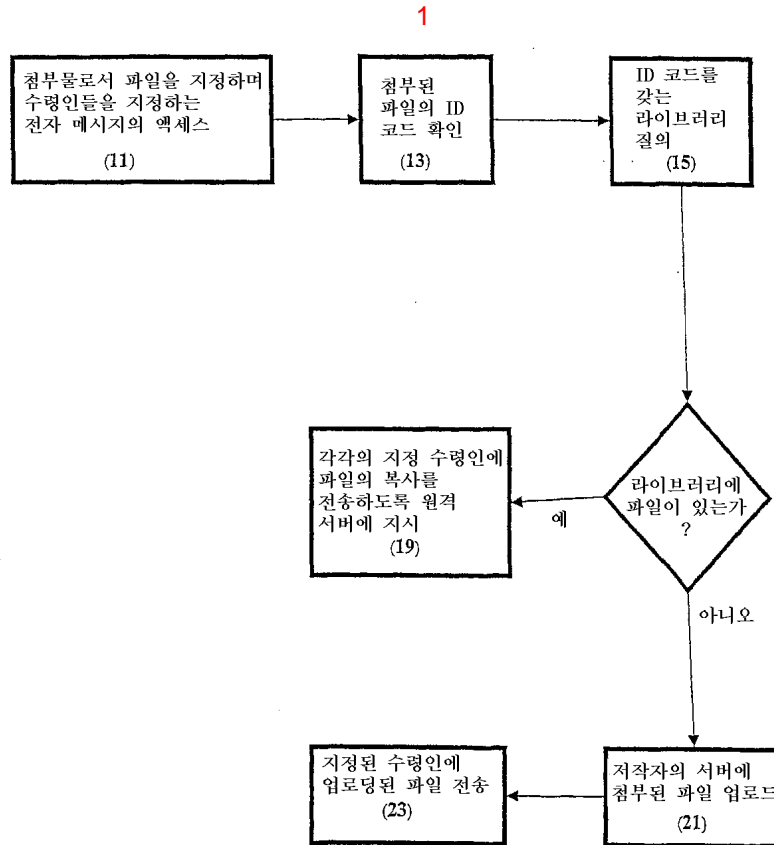 1
첨부물로서 파일을 지정하며
수령인들을 지정하는
전자 메시지의 액세스
(11)
첨부된
파일의 ID
코드 확인
(13)
ID 코드를
갖는
라이브러리
질의
(15)
라이브러리에
파일이 있는가
?
예
각각의 지정 수령인에
파일의 복사를
전송하도록 원격
서버에 지시
(19)
아니오
저작자의 서버에
첨부된 파일 업로드
(21)
지정된 수령인에
업로딩된 파일 전송
(23)